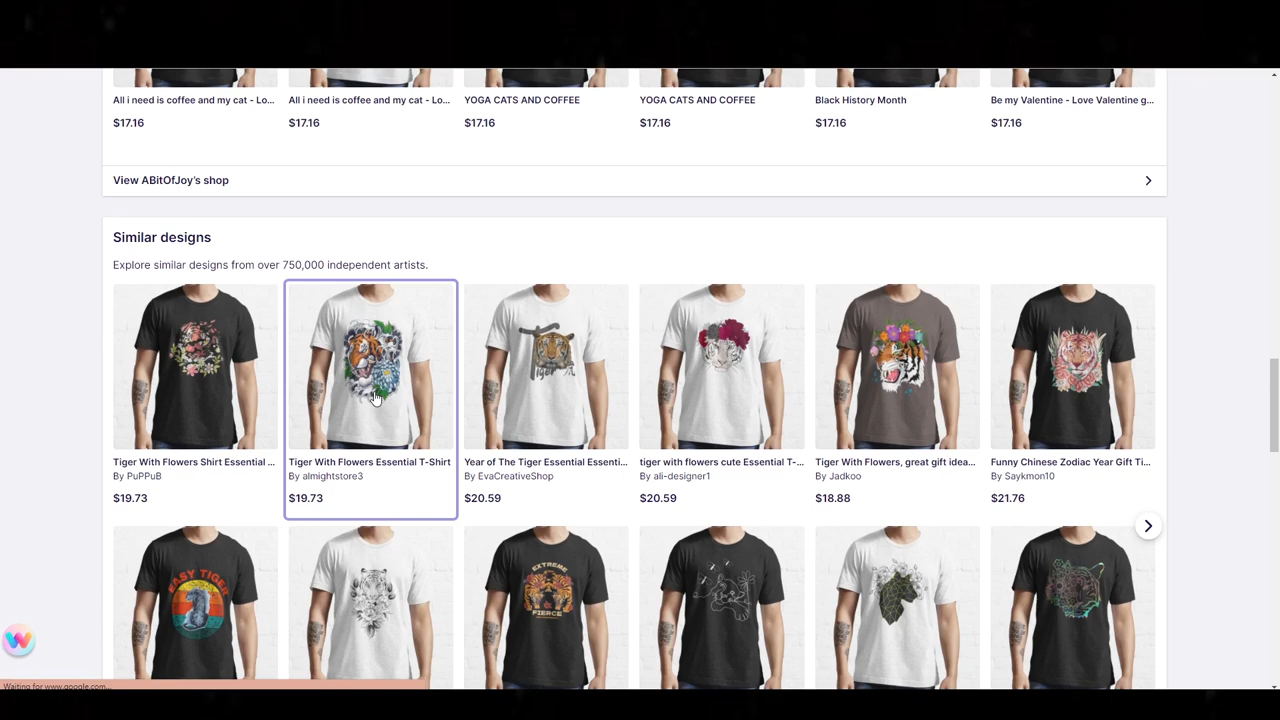 All i need is coffee and my cat - Lo...
All i need is coffee and my cat - Lo...
YOGA CATS AND COFFEE
YOGA CATS AND COFFEE
Black History Month
Be my Valentine - Love Valentine g...
$17.16
$17.16
$17.16
$17.16
$17.16
$17.16
View ABitOfJoy's shop
Similar designs
Explore similar designs from over 750,000 independent artists.
Tiger
Tiger With Flowers Shirt Essential ...
By PuPPuB
$19.73
Tiger With Flowers Essential T-Shirt
By almightstore3
$19.73
Year of The Tiger Essential Essenti...
By EvaCreativeShop
$20.59
tiger with flowers cute Essential T-...
By ali-designer1
$20.59
Tiger With Flowers, great gift idea...
By Jadkoo
$18.88
Funny Chinese Zodiac Year Gift Ti...
By Saykmon10
$21.76
EASY TIGER
EXTREME
FIERCE
Waiting for www.google.com...